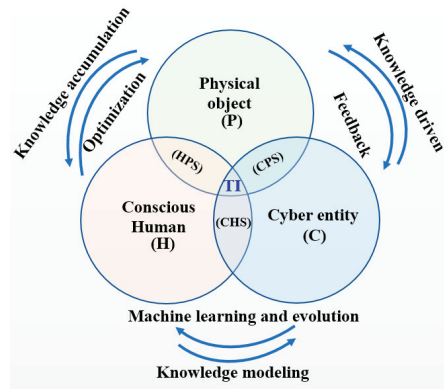 Knowledge accumulation
Optimization
Physical
object
(P)
Knowledge driven
Feedback
(HPS)
(CPS)
TI
Conscious
Human
(H)
(CHS)
Cyber entity
(C)
Machine learning and evolution
Knowledge modeling